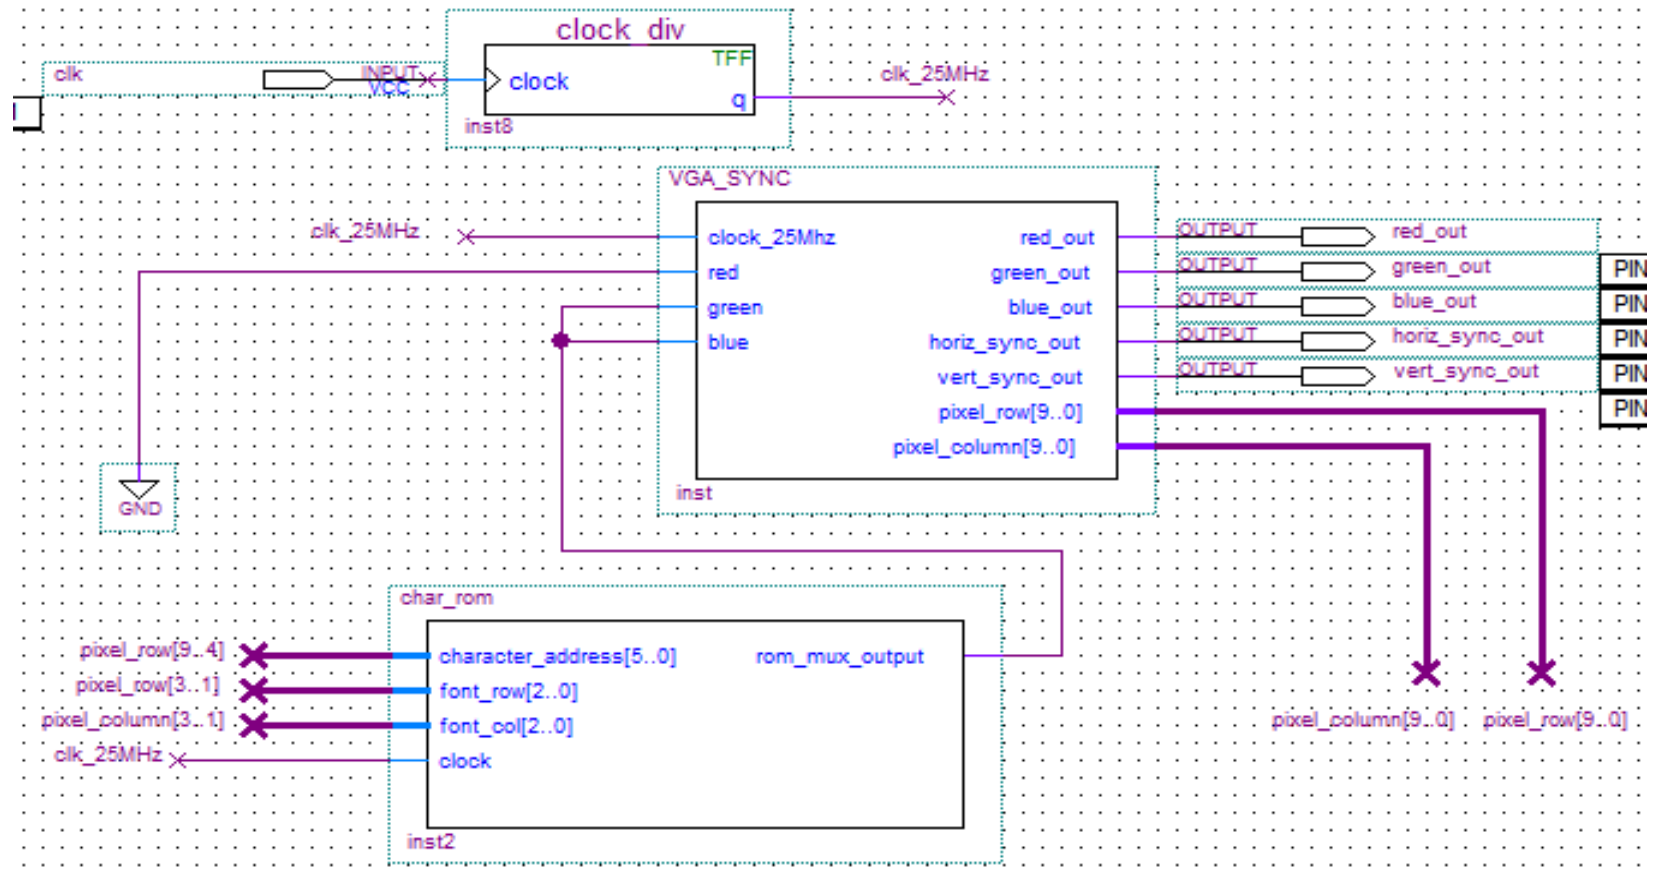 clock_div
TFF
clk
INPUT
VCC
clock
clk_25MHz
q
inst8
VGA_SYNC
clk_25MHz
clock_25Mhz
red_out
OUTPUT
red_out
red
green_out
OUTPUT
green_out
PIN
green
blue_out
OUTPUT
blue_out
PIN
blue
horiz_sync_out
OUTPUT
horiz_sync_out
PIN
vert_sync_out
OUTPUT
vert_sync_out
PIN
pixel_row[9..0]
PIN
pixel_column[9..0]
inst
GND
char_rom
pixel_row[9..4]
character_address[5..0]
rom_mux_output
pixel_row[3..1]
font_row[2..0]
pixel_column[3..1]
font_col[2..0]
pixel_column[9..0]
pixel_row[9..0]
clk_25MHz
clock
inst2